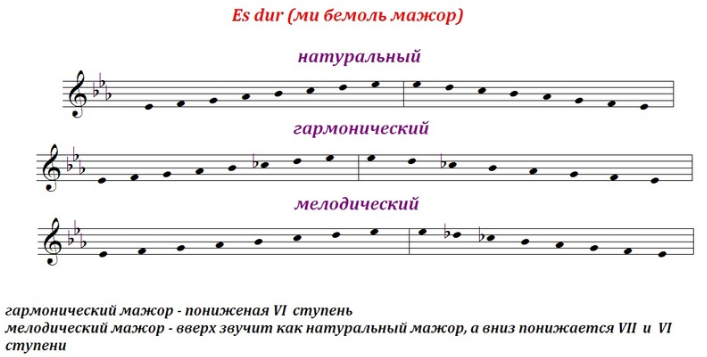 Es dur (ми бемоль мажор)
натуральный
гармонический
мелодический
гармонический мажор - пониженая VI ступень
мелодический мажор - вверх звучит как натуральный мажор, а вниз понижается VII и VI
ступени